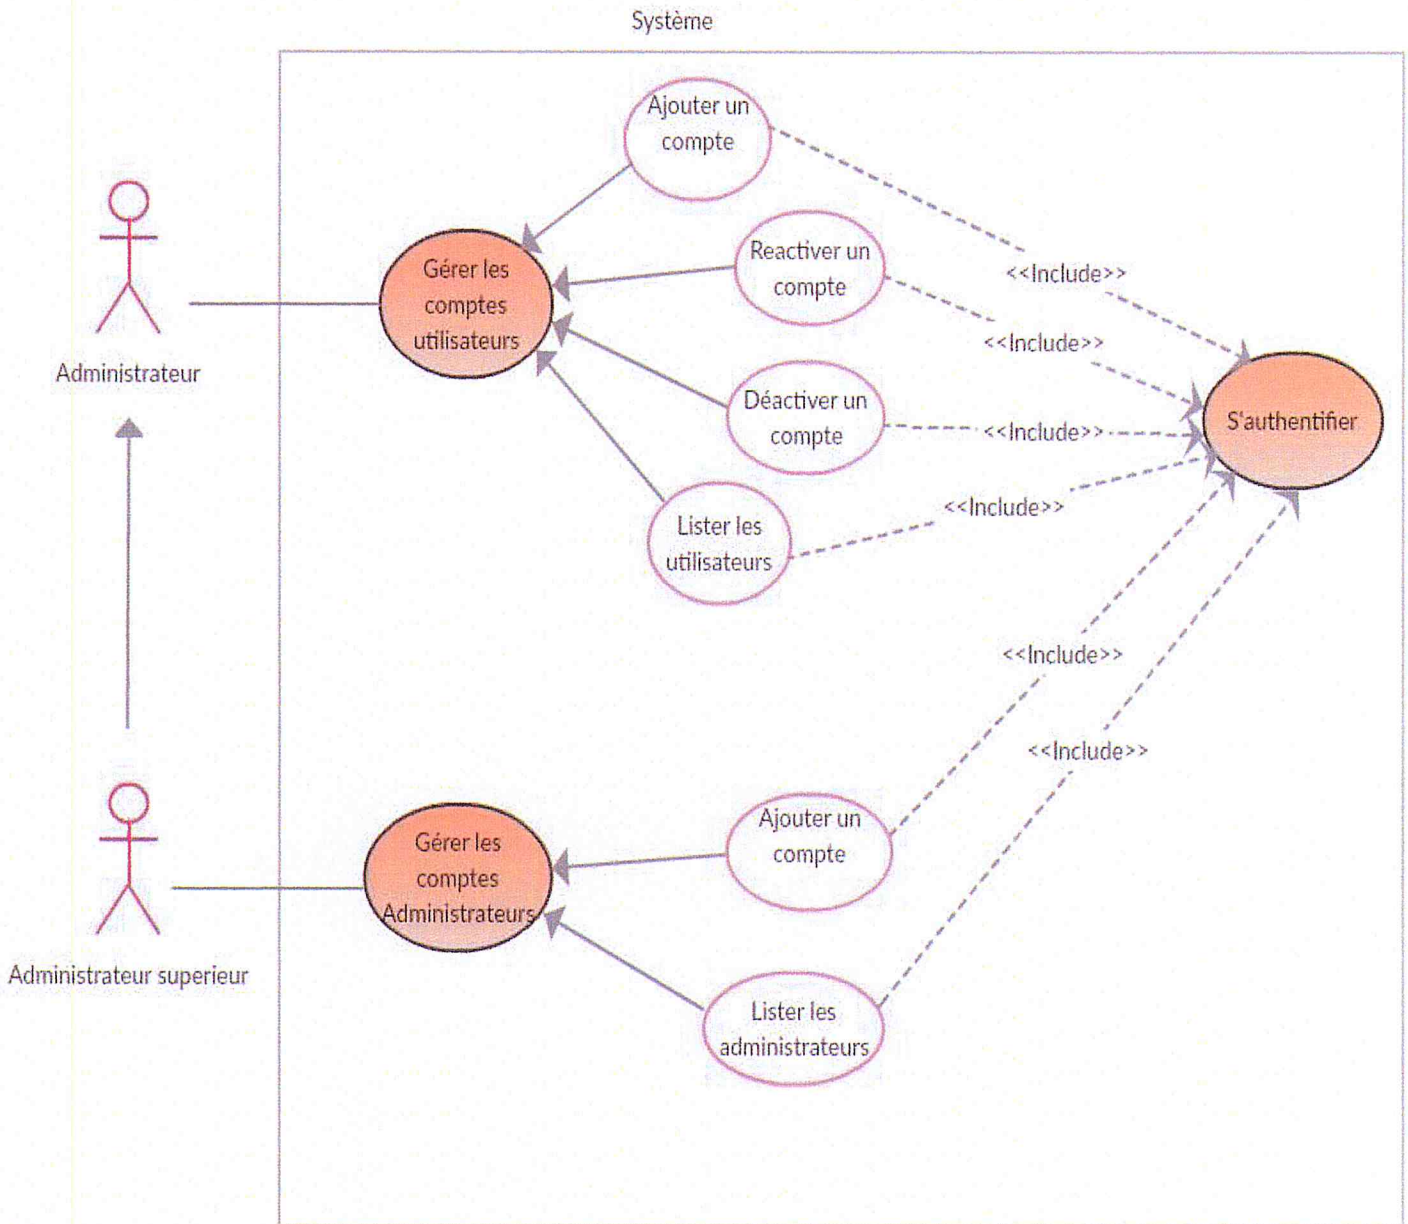 Système
Ajouter un
compte
Reactiver un
compte
<<Include>>
Gérer les
comptes
utilisateurs
<<Include>>
Administrateur
Déactiver un
compte
<<Include>>
S'authentifier
Lister les
utilisateurs
<<Include>>
<<Include>>
<<Include>>
Ajouter un
compte
Gérer les
comptes
Administrateurs
Administrateur superieur
Lister les
administrateurs